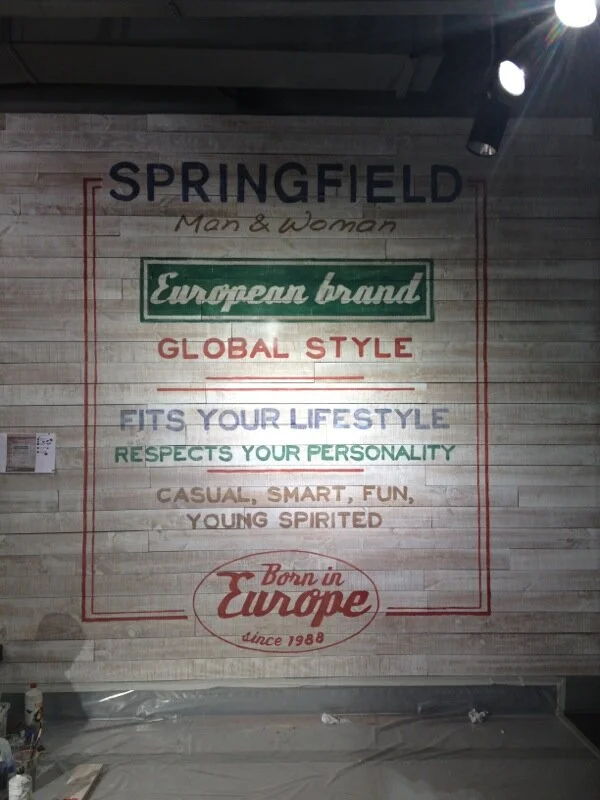 SPRINGFIELD
Man & Woman
European brand
GLOBAL STYLE
FITS YOUR LIFESTYLE
RESPECTS YOUR PERSONALITY
CASUAL, SMART, FUN,
YOUNG SPIRITED
Born in
Europe
since 1988